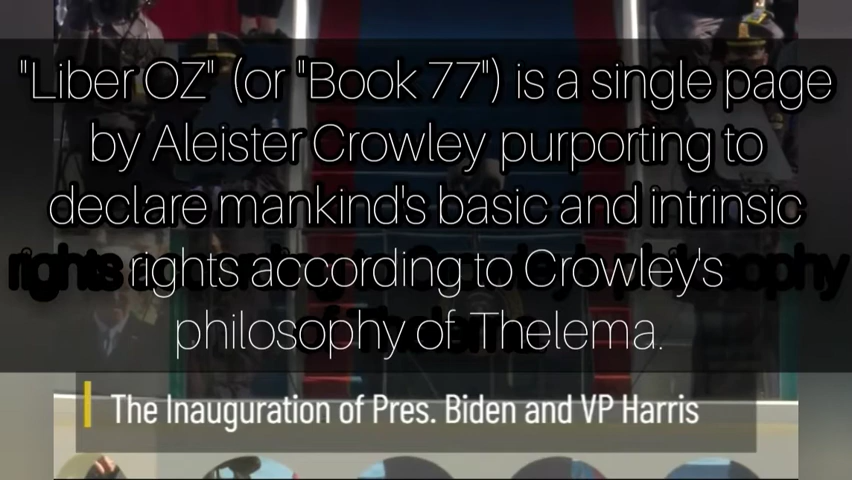 "Liber OZ" (or "Book 77") is a single page
by Aleister Crowley purporting to
declare mankind's basic and intrinsic
rights according to Crowley's
philosophy of Thelema.
The Inauguration of Pres. Biden and VP Harris